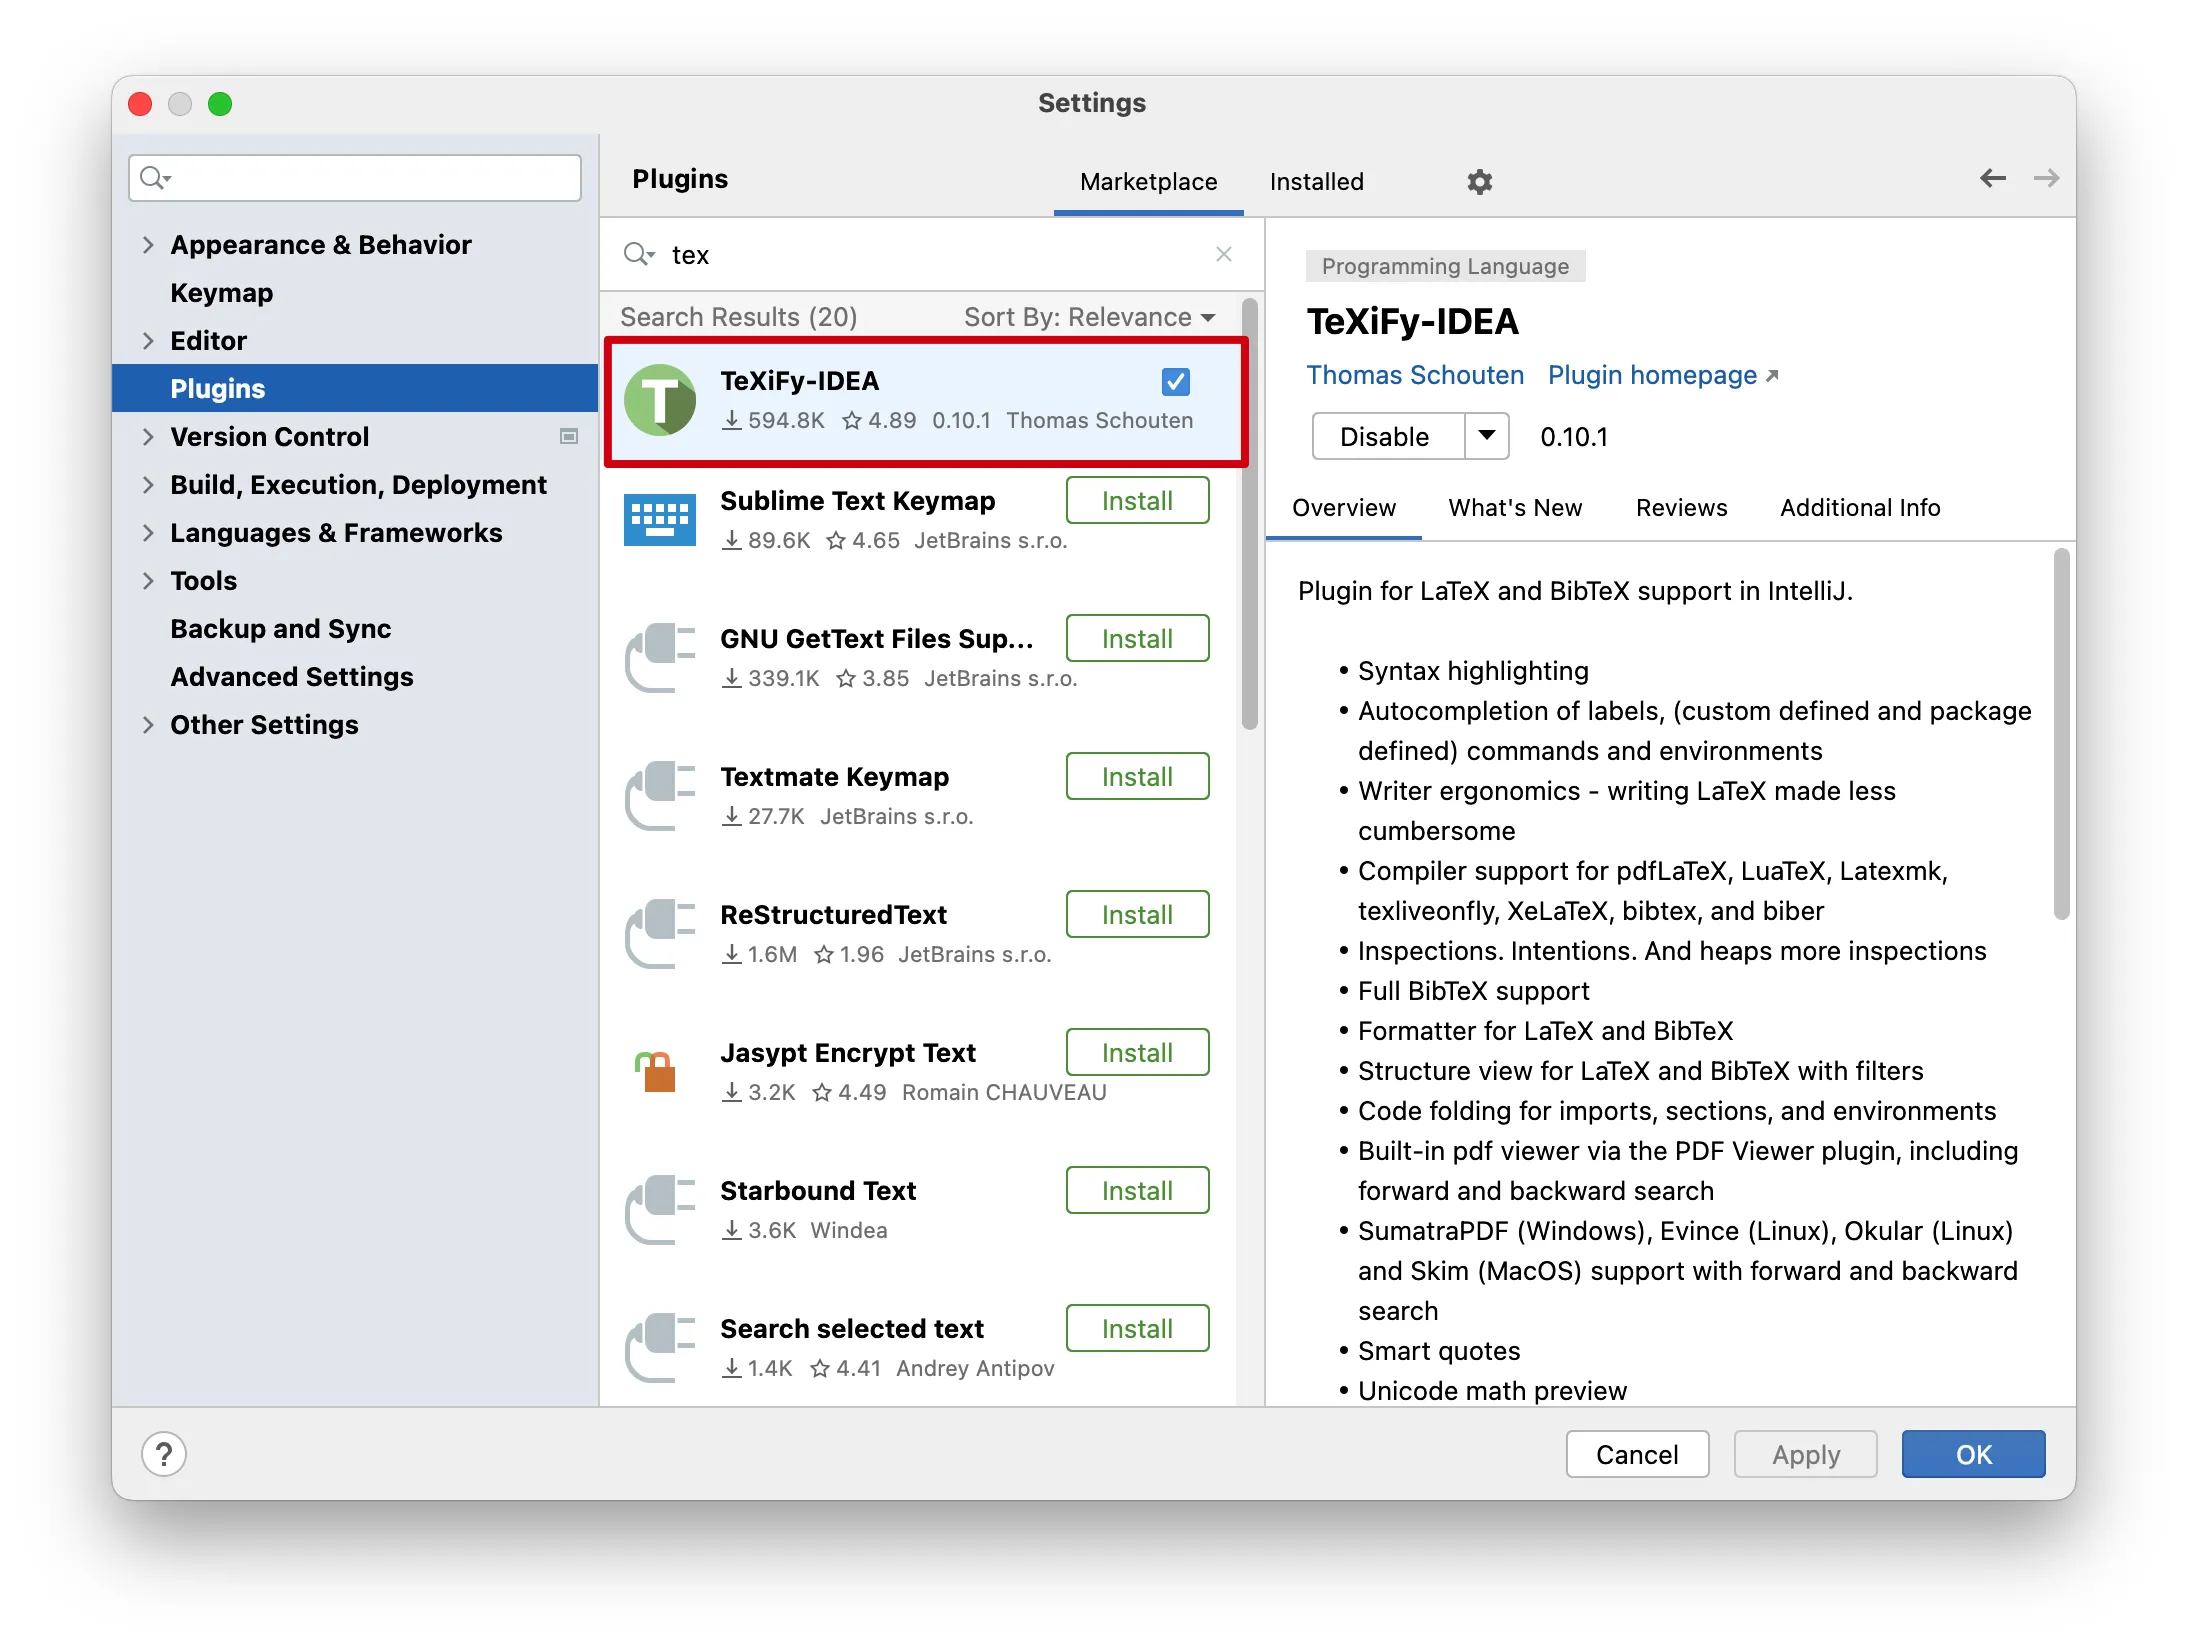 Settings
Appearance & Behavior
Keymap
Editor
Plugins
Version Control
Build, Execution, Deployment
Languages & Frameworks
Tools
Backup and Sync
Advanced Settings
Other Settings
Plugins
Marketplace
Installed
tex
Search Results (20)
Sort By: Relevance
T
TeXiFy-IDEA
594.8K 4.89 0.10.1 Thomas Schouten
Sublime Text Keymap
Install
89.6K 4.65 JetBrains s.r.o.
GNU GetText Files Sup...
Install
339.1K 3.85 JetBrains s.r.o.
Textmate Keymap
Install
27.7K JetBrains s.r.o.
ReStructuredText
Install
1.6M 1.96 JetBrains s.r.o.
Jasypt Encrypt Text
Install
3.2K 4.49 Romain CHAUVEAU
Starbound Text
Install
3.6K Windea
Search selected text
Install
1.4K 4.41 Andrey Antipov
Programming Language
TeXiFy-IDEA
Thomas Schouten Plugin homepage
Disable 0.10.1
Overview
What's New
Reviews
Additional Info
Plugin for LaTeX and BibTeX support in IntelliJ.
• Syntax highlighting
• Autocompletion of labels, (custom defined and package
defined) commands and environments
• Writer ergonomics - writing LaTeX made less
cumbersome
• Compiler support for pdfLaTeX, LuaTeX, Latexmk,
texliveonfly, XeLaTeX, bibtex, and biber
• Inspections. Intentions. And heaps more inspections
• Full BibTeX support
• Formatter for LaTeX and BibTeX
• Structure view for LaTeX and BibTeX with filters
• Code folding for imports, sections, and environments
• Built-in pdf viewer via the PDF Viewer plugin, including
forward and backward search
• SumatraPDF (Windows), Evince (Linux), Okular (Linux)
and Skim (MacOS) support with forward and backward
search
• Smart quotes
• Unicode math preview
?
Cancel
Apply
OK